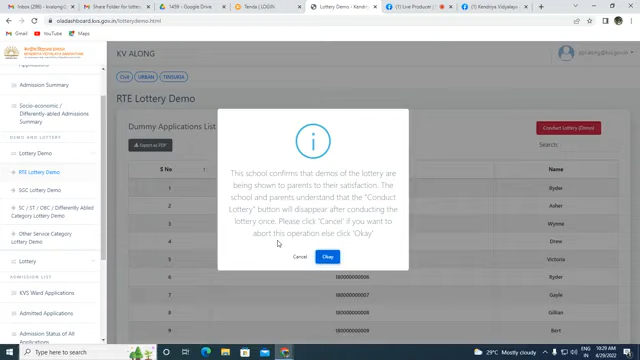 Inbox (296) - kvalong
Share Folder for lottery
1459 - Google Drive
Tenda | LOGIN
Lottery Demo - Kendri
Live Producer |
Kendriya Vidyalaya
oladashboard.kvs.gov.in/lotterydemo.html
Gmail
YouTube
Maps
KV ALONG
ppl.along@kvs.gov.in
Civil
URBAN
TINSUKIA
Applications
Admission Summary
Socio-economic /
Differently-abled Admissions
Summary
DEMO AND LOTTERY
Lottery Demo
RTE Lottery Demo
SGC Lottery Demo
SC / ST / OBC / Differently Abled
Category Lottery Demo
Other Service Category
Lottery Demo
Lottery
ADMISSION LIST
KVS Ward Applications
Admitted Applications
Admission Status of All
RTE Lottery Demo
Dummy Applications List
Conduct Lottery (Demo)
Export as PDF
Search:
S No
Name
1
Ryder
2
Asher
3
Wynne
4
Drew
5
Victoria
6
180000000006
Ryder
7
180000000007
Gayle
8
180000000008
Gillian
9
180000000009
Bert
i
This school confirms that demos of the lottery are
being shown to parents to their satisfaction. The
school and parents understand that the "Conduct
Lottery" button will disappear after conducting the
lottery once. Please click 'Cancel' if you want to
abort this operation else click 'Okay'
Cancel
Okay
Type here to search
29°C Mostly cloudy
ENG
IN
10:29 AM
4/29/2022